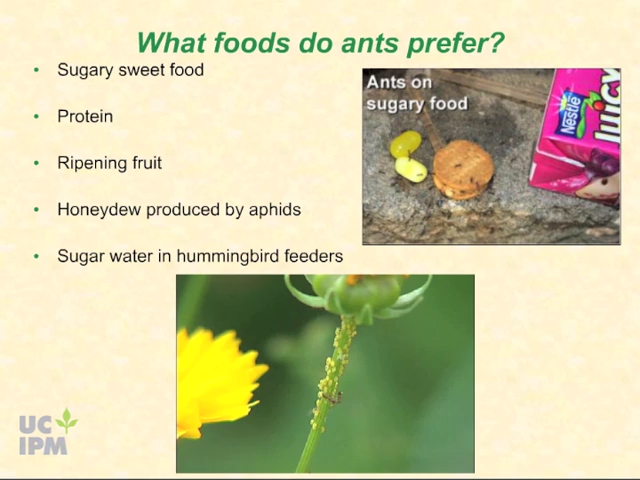 What foods do ants prefer?
• Sugary sweet food
• Protein
• Ripening fruit
• Honeydew produced by aphids
• Sugar water in hummingbird feeders
Ants on
sugary food
Nestle
JUICY
UC
IPM